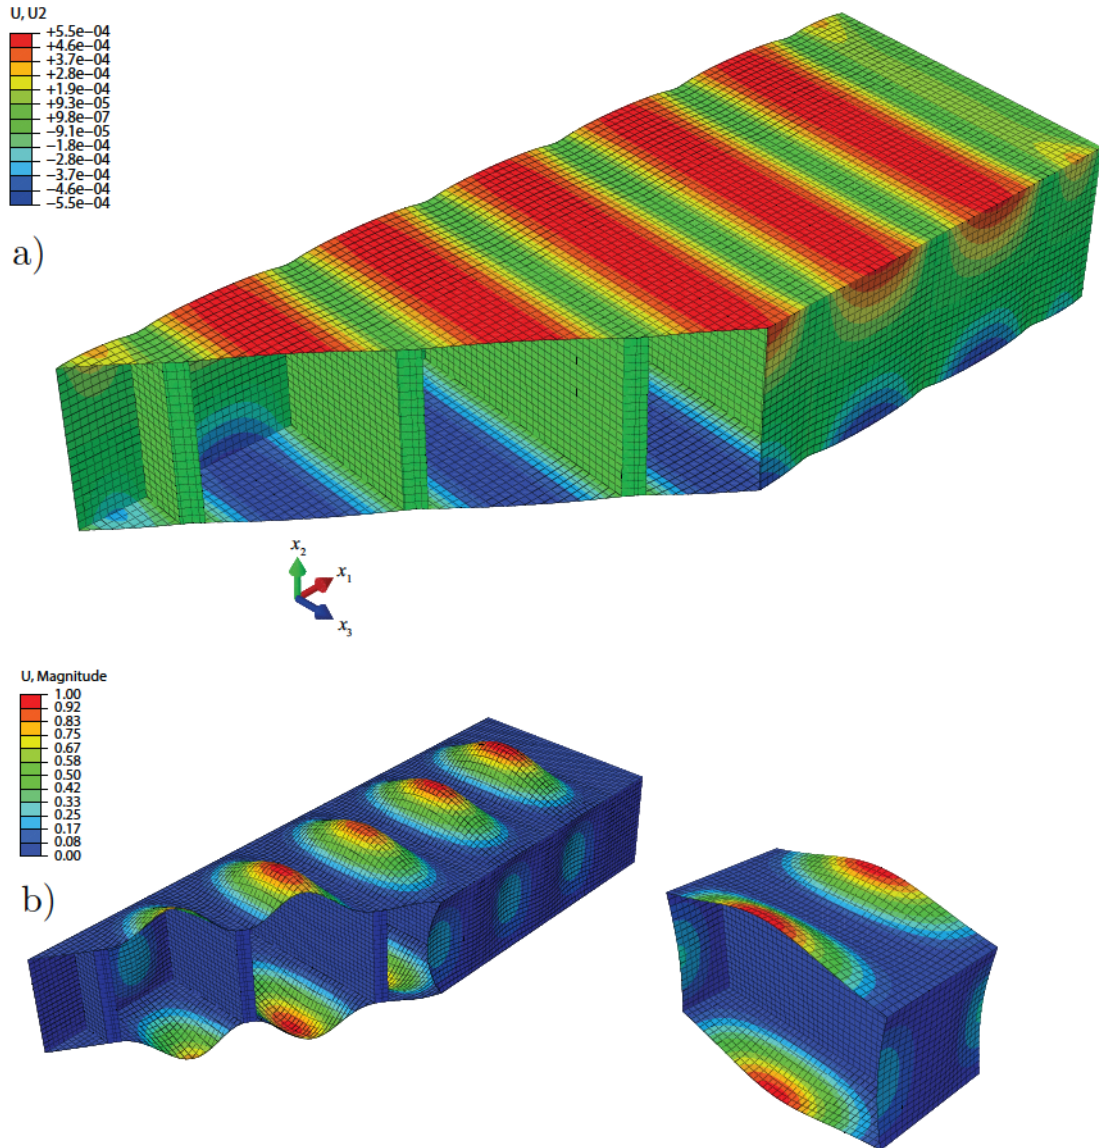 U, U2
+5.5e−04
+4.6e−04
+3.7e−04
+2.8e−04
+1.9e−04
+9.3e−05
+9.8e−07
−9.1e−05
−1.8e−04
−2.8e−04
−3.7e−04
−4.6e−04
−5.5e−04
a)
x2
x1
x3
U, Magnitude
1.00
0.92
0.83
0.75
0.67
0.58
0.50
0.42
0.33
0.25
0.17
0.08
0.00
b)